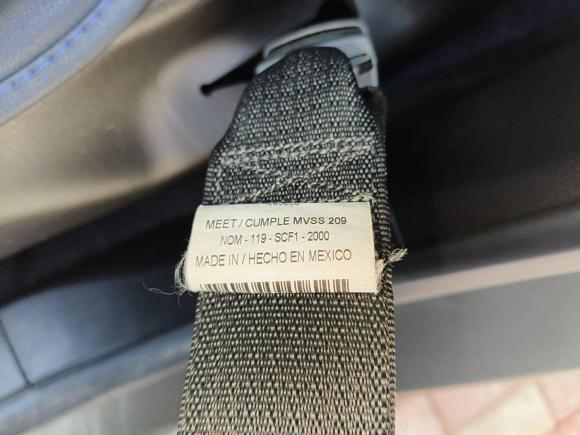 MEET / CUMPLE MVSS 209
NOM - 119 - SCF1 - 2000
MADE IN / HECHO EN MEXICO